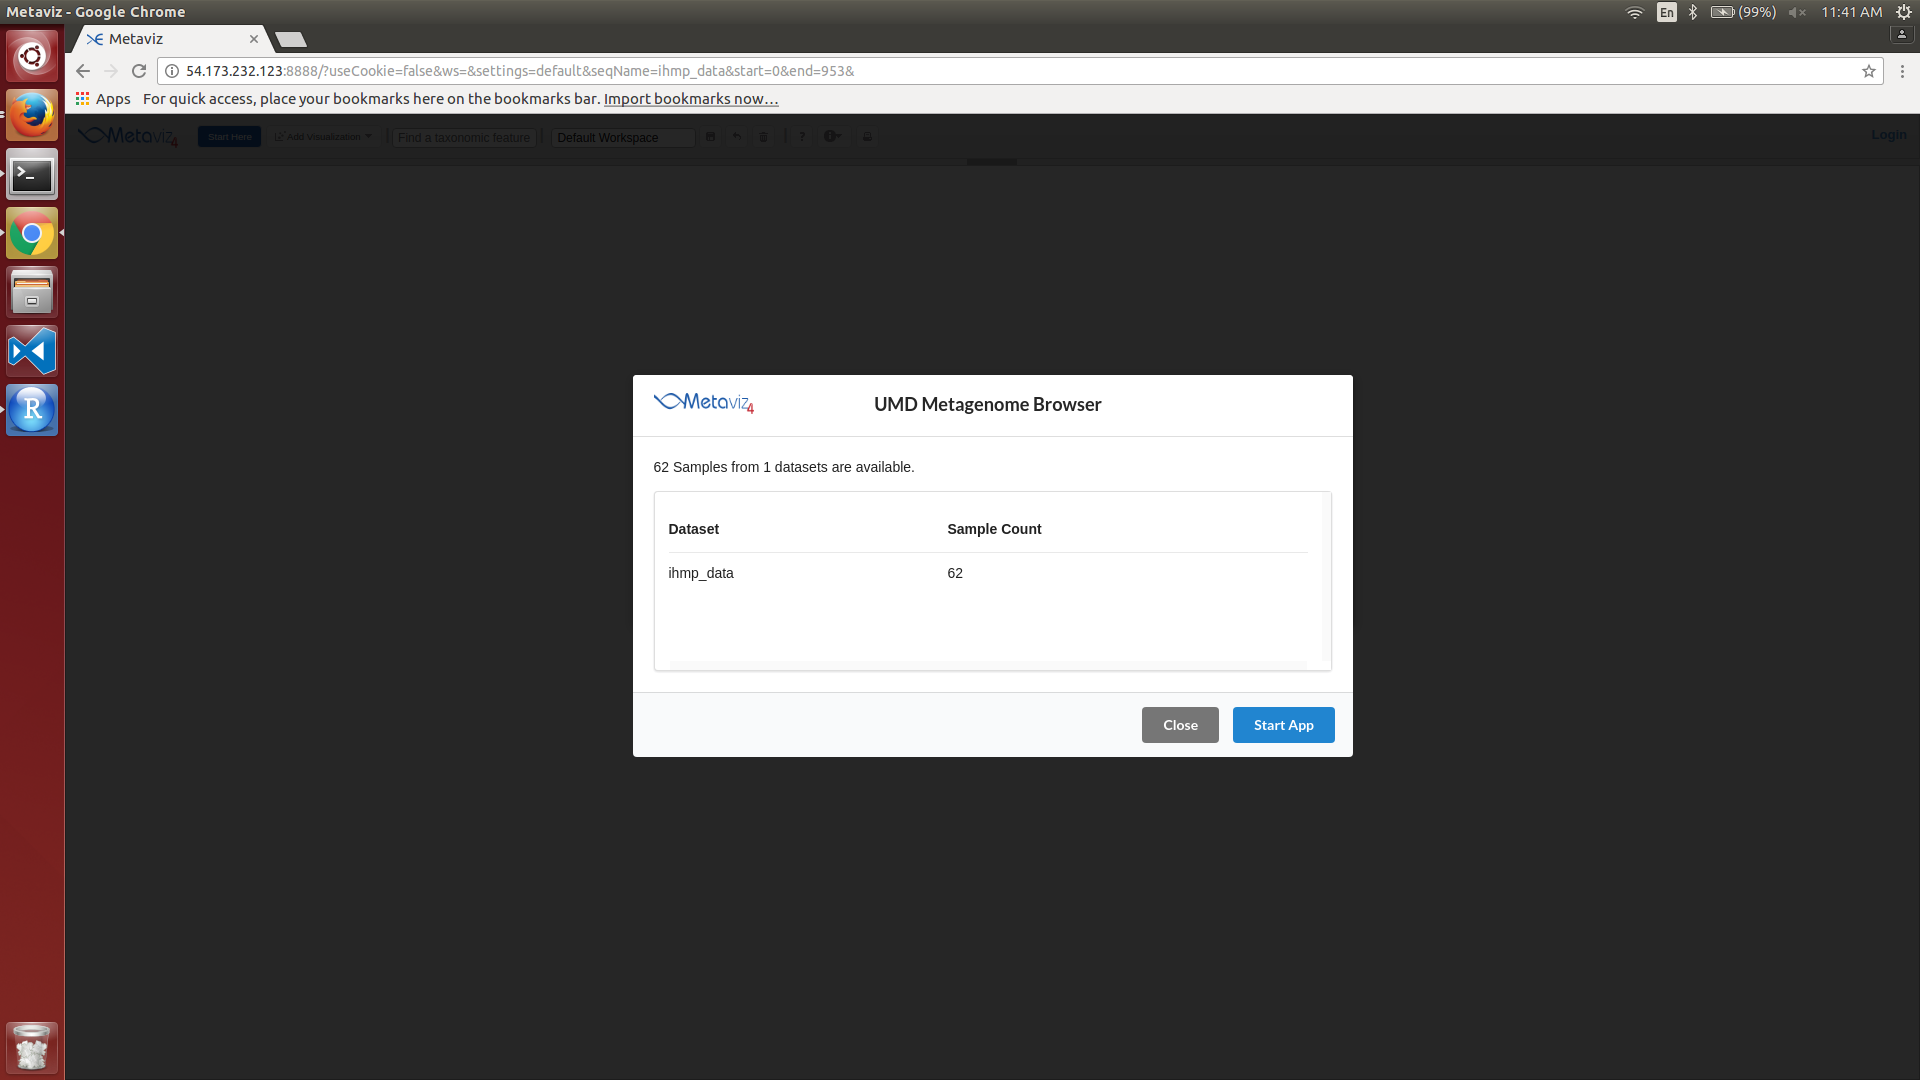 Metaviz - Google Chrome
En (99%) 11:41 AM
Metaviz
54.173.232.123:8888/?useCookie=false&ws=&settings=default&seqName=ihmp_data&start=0&end=953&
Apps For quick access, place your bookmarks here on the bookmarks bar. Import bookmarks now...
Metaviz4 Start Here Add Visualization Find a taxonomic feature Default Workspace ? Login
Metaviz4 UMD Metagenome Browser
62 Samples from 1 datasets are available.
Dataset Sample Count
ihmp_data 62
Close Start App
R